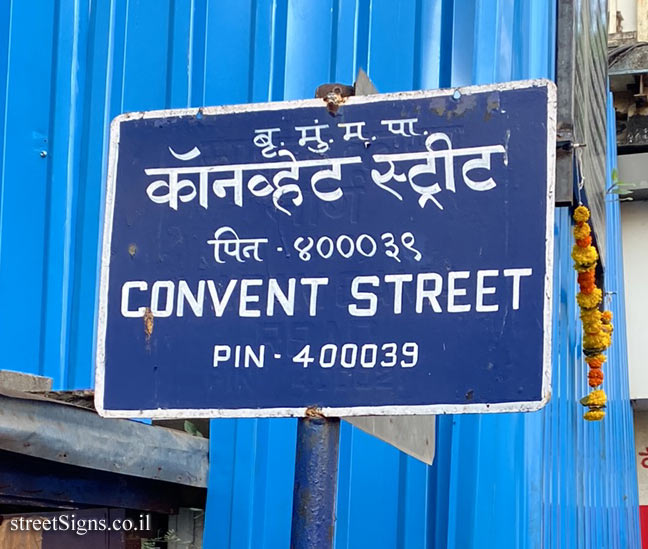 बृ. मुं. म. पा.
कॉनव्हेट स्ट्रीट
पिन - ४०००३९
CONVENT STREET
PIN - 400039
streetSigns.co.il